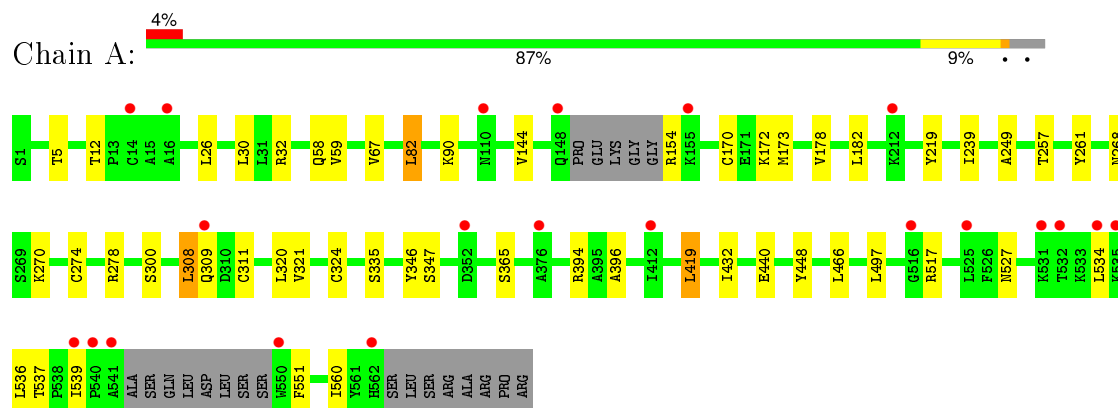 4%
Chain A:
87% 9% • •
S1 T5 T12 P13 C14 A15 A16 L26 L30 L31 R32 Q58 V59 V67 L82 K90 N110 V144 Q148 PRO GLU LYS GLY GLY R154 K155 C170 E171 K172 M173 V178 L182 K212 Y219 I239 A249 T257 Y261 N268
S269 K270 C274 R278 S300 L308 Q309 D310 C311 L320 V321 C324 S335 Y346 S347 D352 S365 A376 R394 A395 A396 I412 L419 I432 E440 Y448 L466 L497 G516 R517 L525 F526 N527 K531 T532 K533 L534 K535
L536 T537 P538 I539 P540 A541 ALA SER GLN LEU ASP LEU SER SER W550 F551 I560 Y561 H562 SER LEU SER ARG ALA ARG PRO ARG